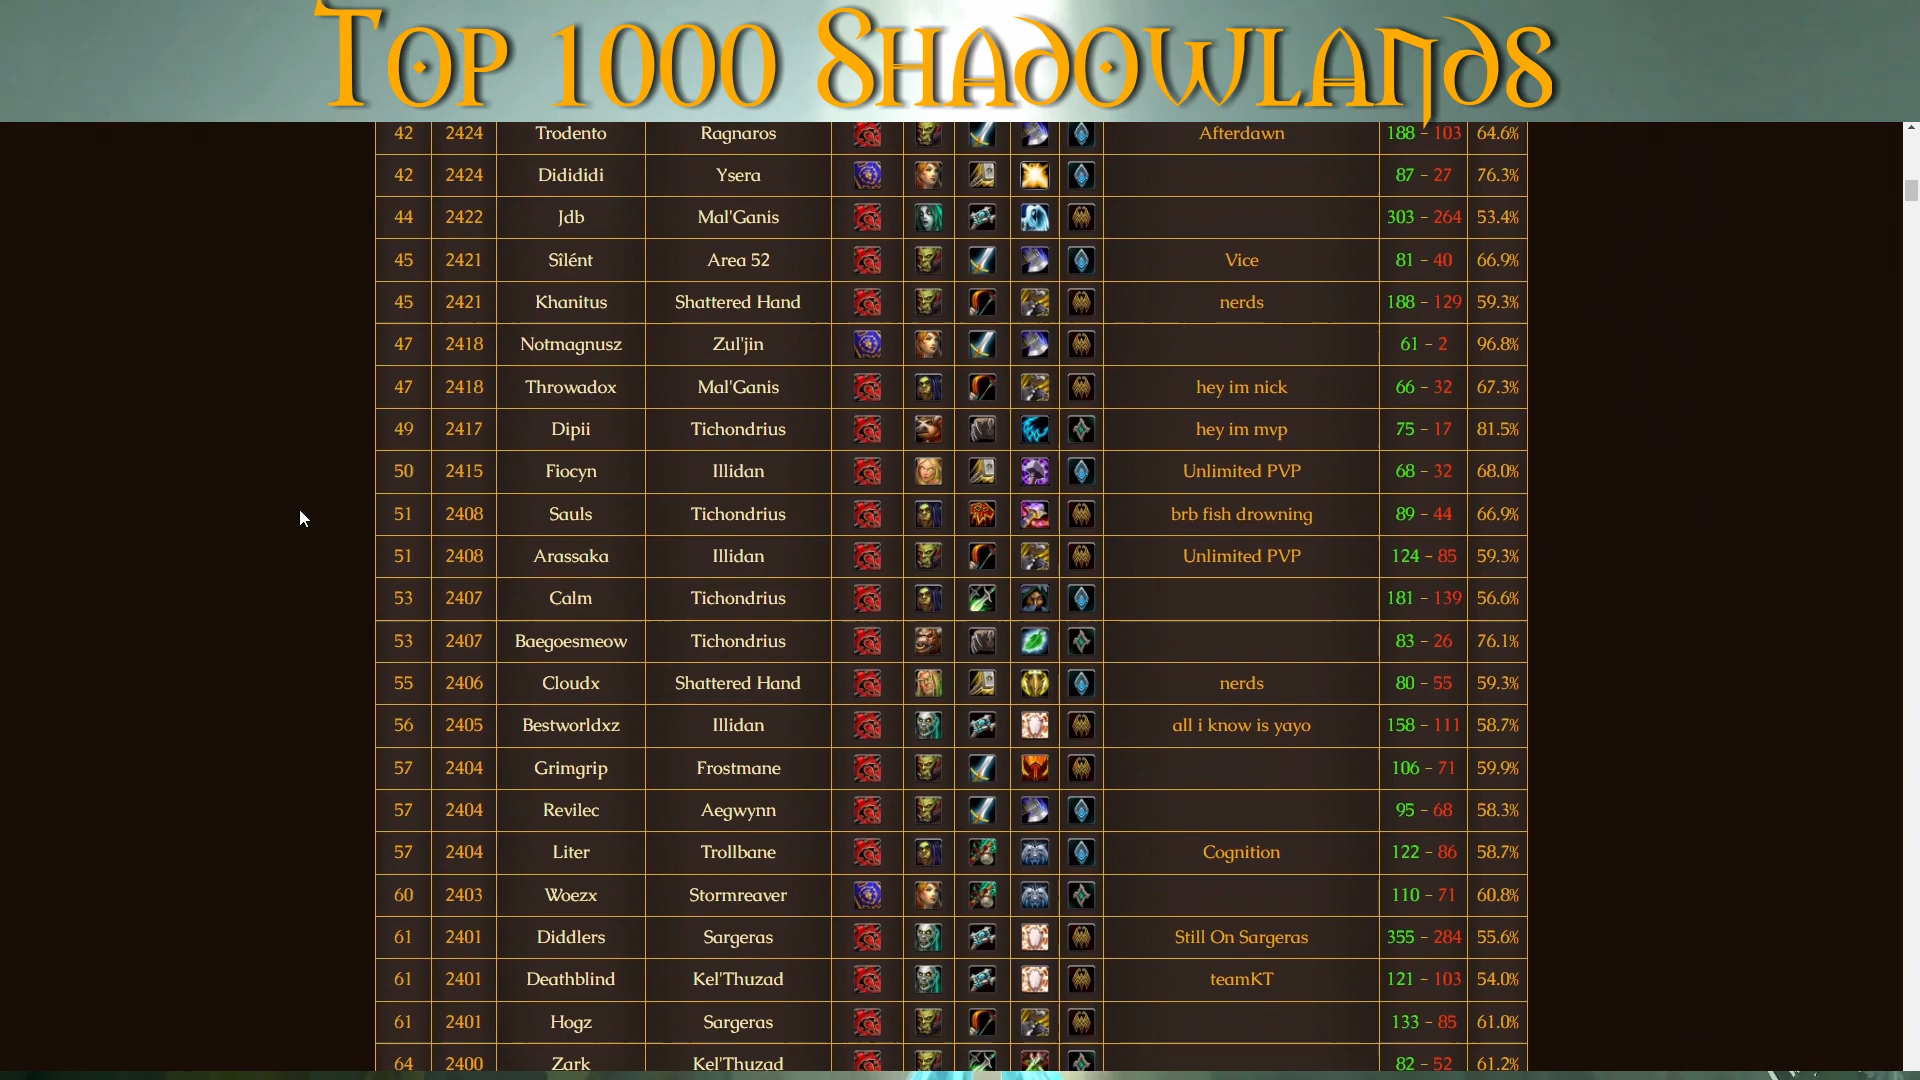 Top 1000 Shadowlands
42 2424 Trodento Ragnaros Afterdawn 188 - 103 64.6%
42 2424 Didididi Ysera 87 - 27 76.3%
44 2422 Jdb Mal'Ganis 303 - 264 53.4%
45 2421 Sîlént Area 52 Vice 81 - 40 66.9%
45 2421 Khanitus Shattered Hand nerds 188 - 129 59.3%
47 2418 Notmagnusz Zul'jin 61 - 2 96.8%
47 2418 Throwadox Mal'Ganis hey im nick 66 - 32 67.3%
49 2417 Dipii Tichondrius hey im mvp 75 - 17 81.5%
50 2415 Fiocyn Illidan Unlimited PVP 68 - 32 68.0%
51 2408 Sauls Tichondrius brb fish drowning 89 - 44 66.9%
51 2408 Arassaka Illidan Unlimited PVP 124 - 85 59.3%
53 2407 Calm Tichondrius 181 - 139 56.6%
53 2407 Baegoesmeow Tichondrius 83 - 26 76.1%
55 2406 Cloudx Shattered Hand nerds 80 - 55 59.3%
56 2405 Bestworldxz Illidan all i know is yayo 158 - 111 58.7%
57 2404 Grimgrip Frostmane 106 - 71 59.9%
57 2404 Revilec Aegwynn 95 - 68 58.3%
57 2404 Liter Trollbane Cognition 122 - 86 58.7%
60 2403 Woezx Stormreaver 110 - 71 60.8%
61 2401 Diddlers Sargeras Still On Sargeras 355 - 284 55.6%
61 2401 Deathblind Kel'Thuzad teamKT 121 - 103 54.0%
61 2401 Hogz Sargeras 133 - 85 61.0%
64 2400 Zark Kel'Thuzad 82 - 52 61.2%